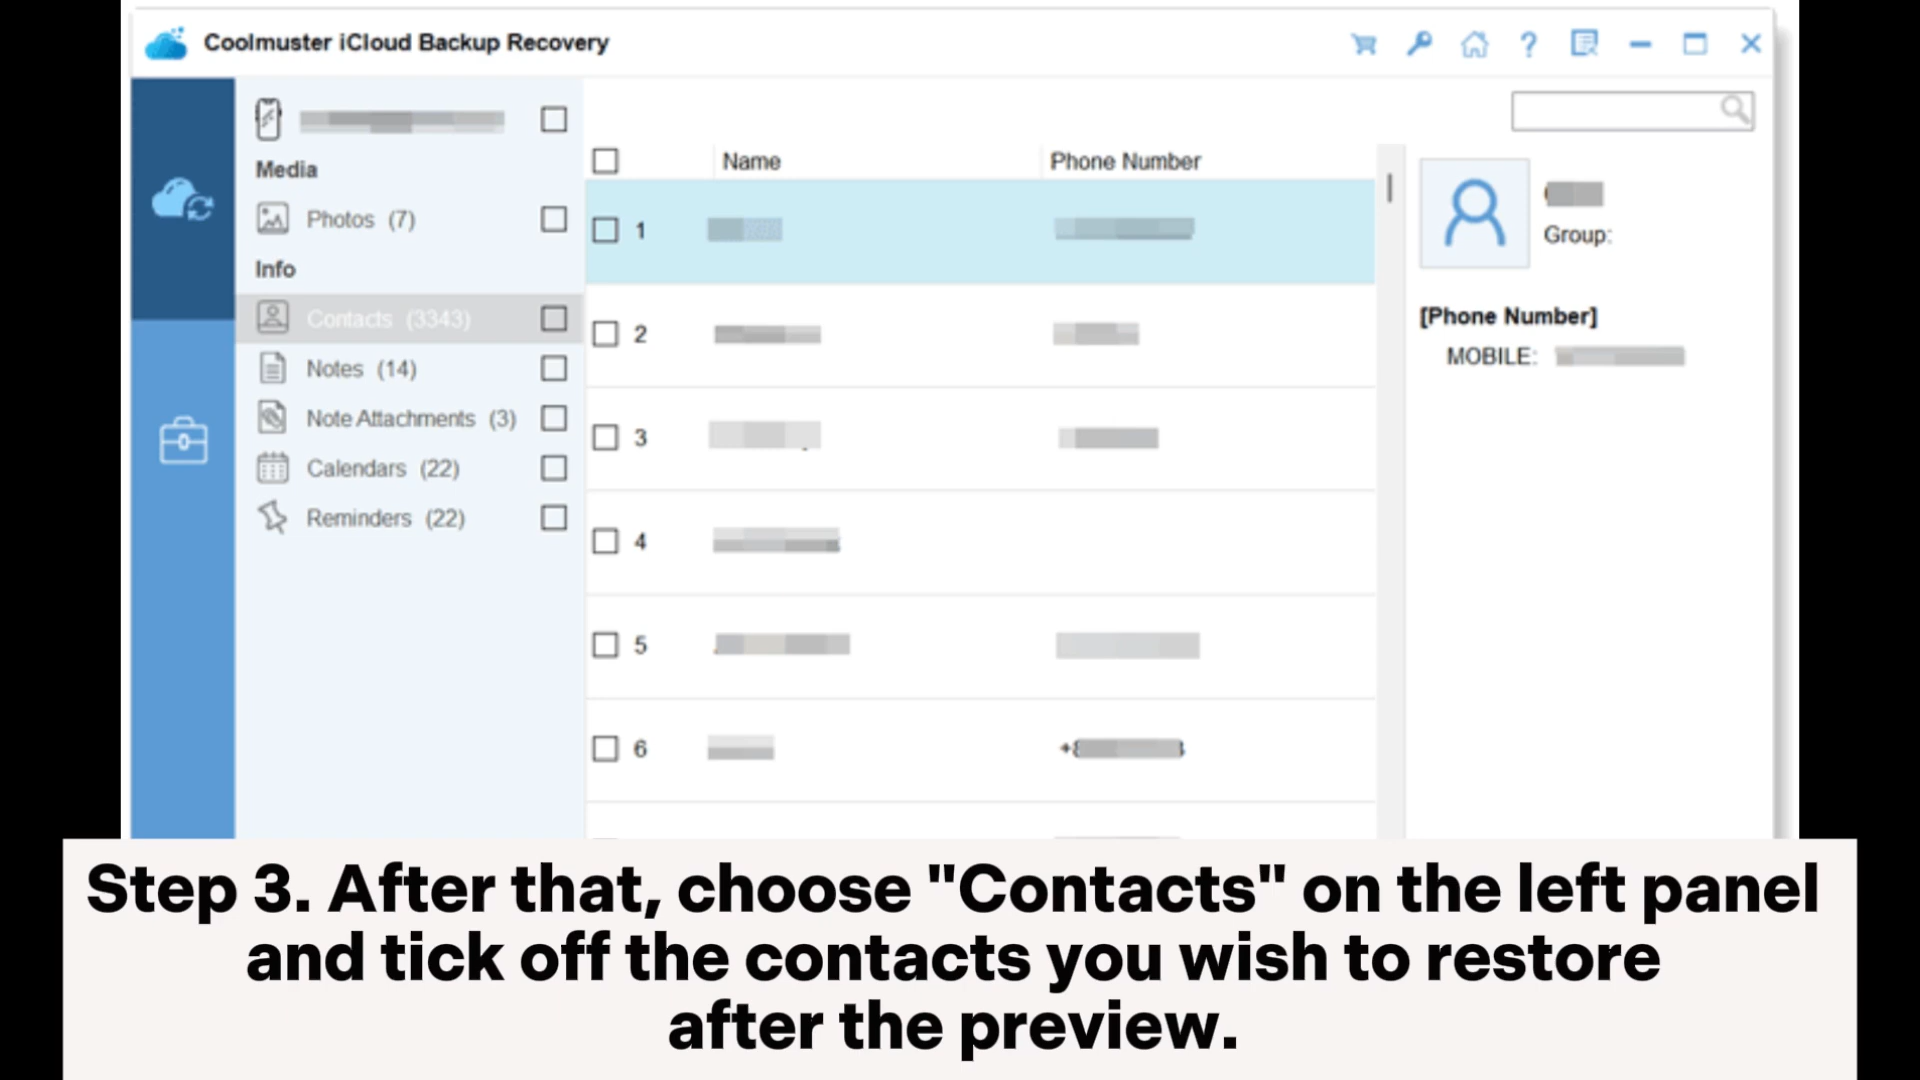 Coolmuster iCloud Backup Recovery
Media
Photos (7)
Info
Contacts (3343)
Notes (14)
Note Attachments (3)
Calendars (22)
Reminders (22)
Name Phone Number
1
2
3
4
5
6
Group:
[Phone Number]
MOBILE:
Step 3. After that, choose "Contacts" on the left panel
and tick off the contacts you wish to restore
after the preview.